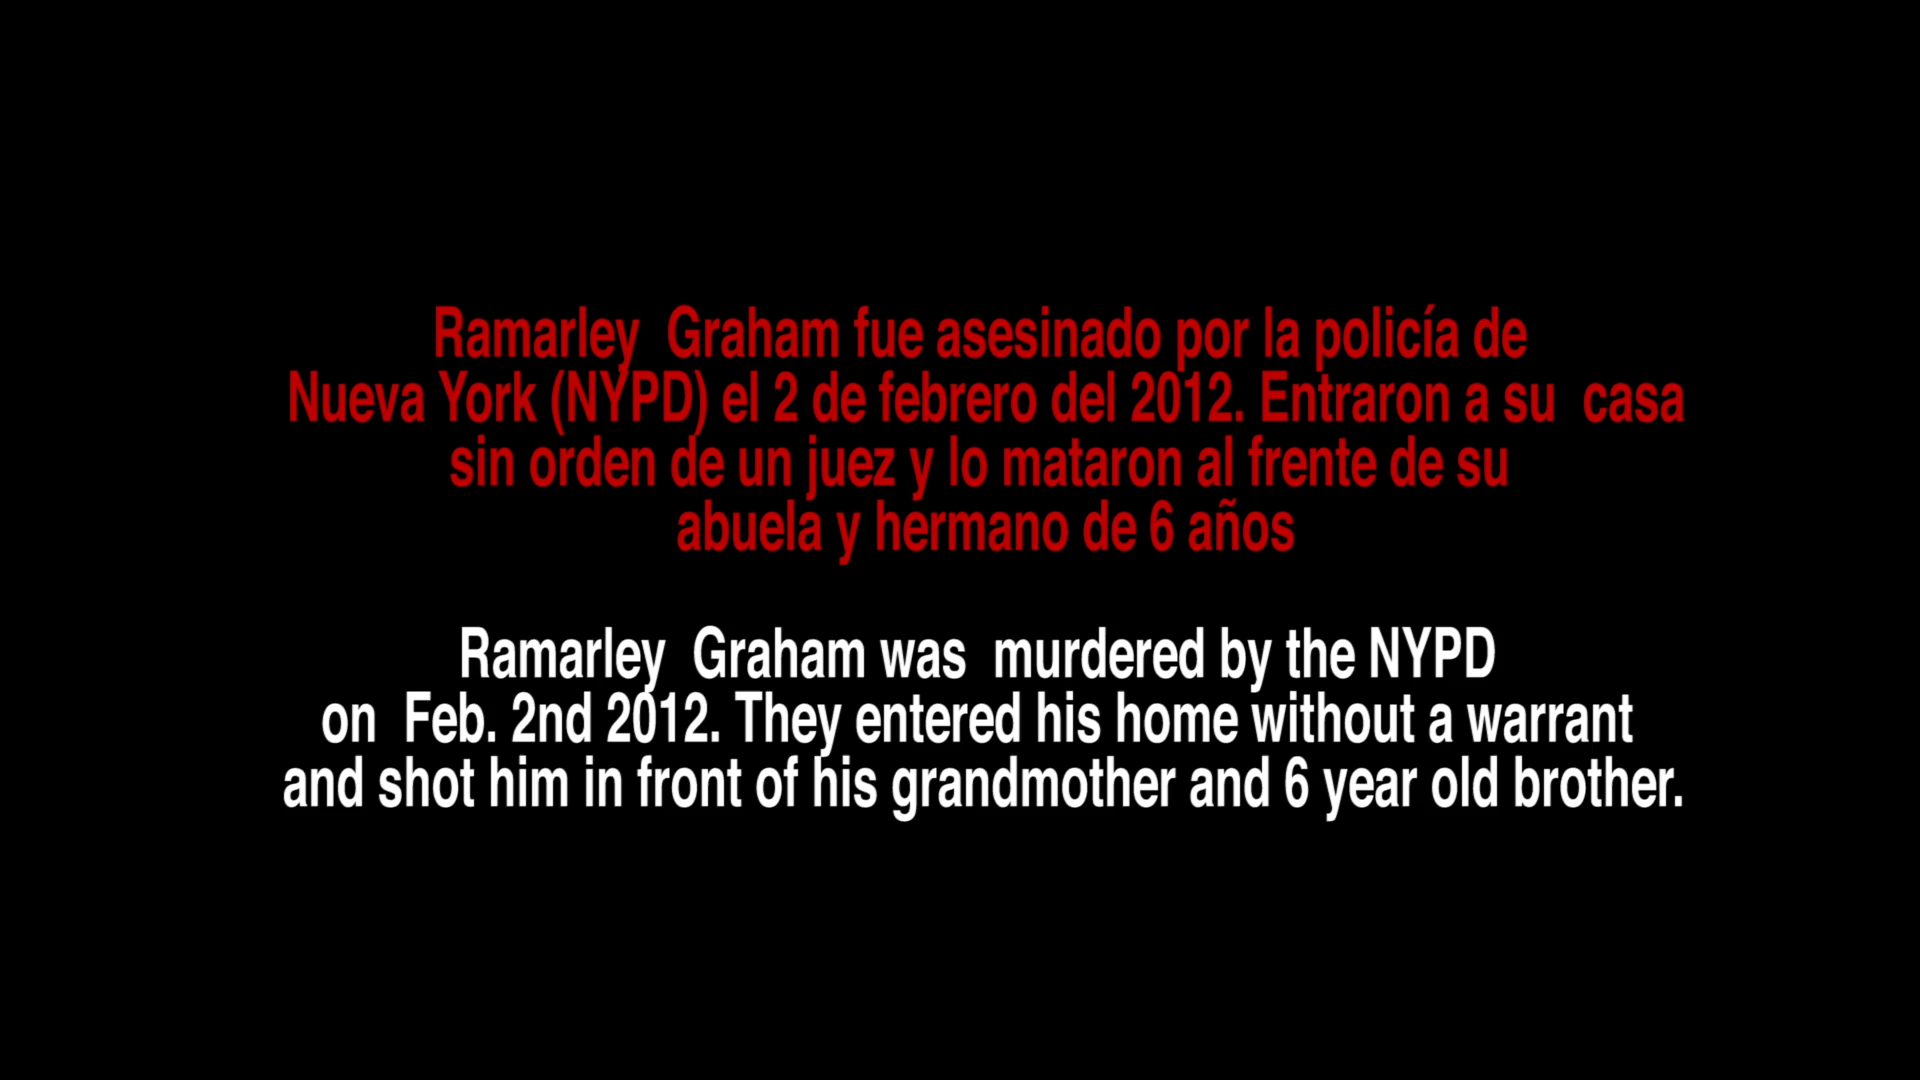 Ramarley  Graham fue asesinado por la policía de
Nueva York (NYPD) el 2 de febrero del 2012. Entraron a su  casa
sin orden de un juez y lo mataron al frente de su
abuela y hermano de 6 años
Ramarley  Graham was  murdered by the NYPD
on  Feb. 2nd 2012. They entered his home without a warrant
and shot him in front of his grandmother and 6 year old brother.